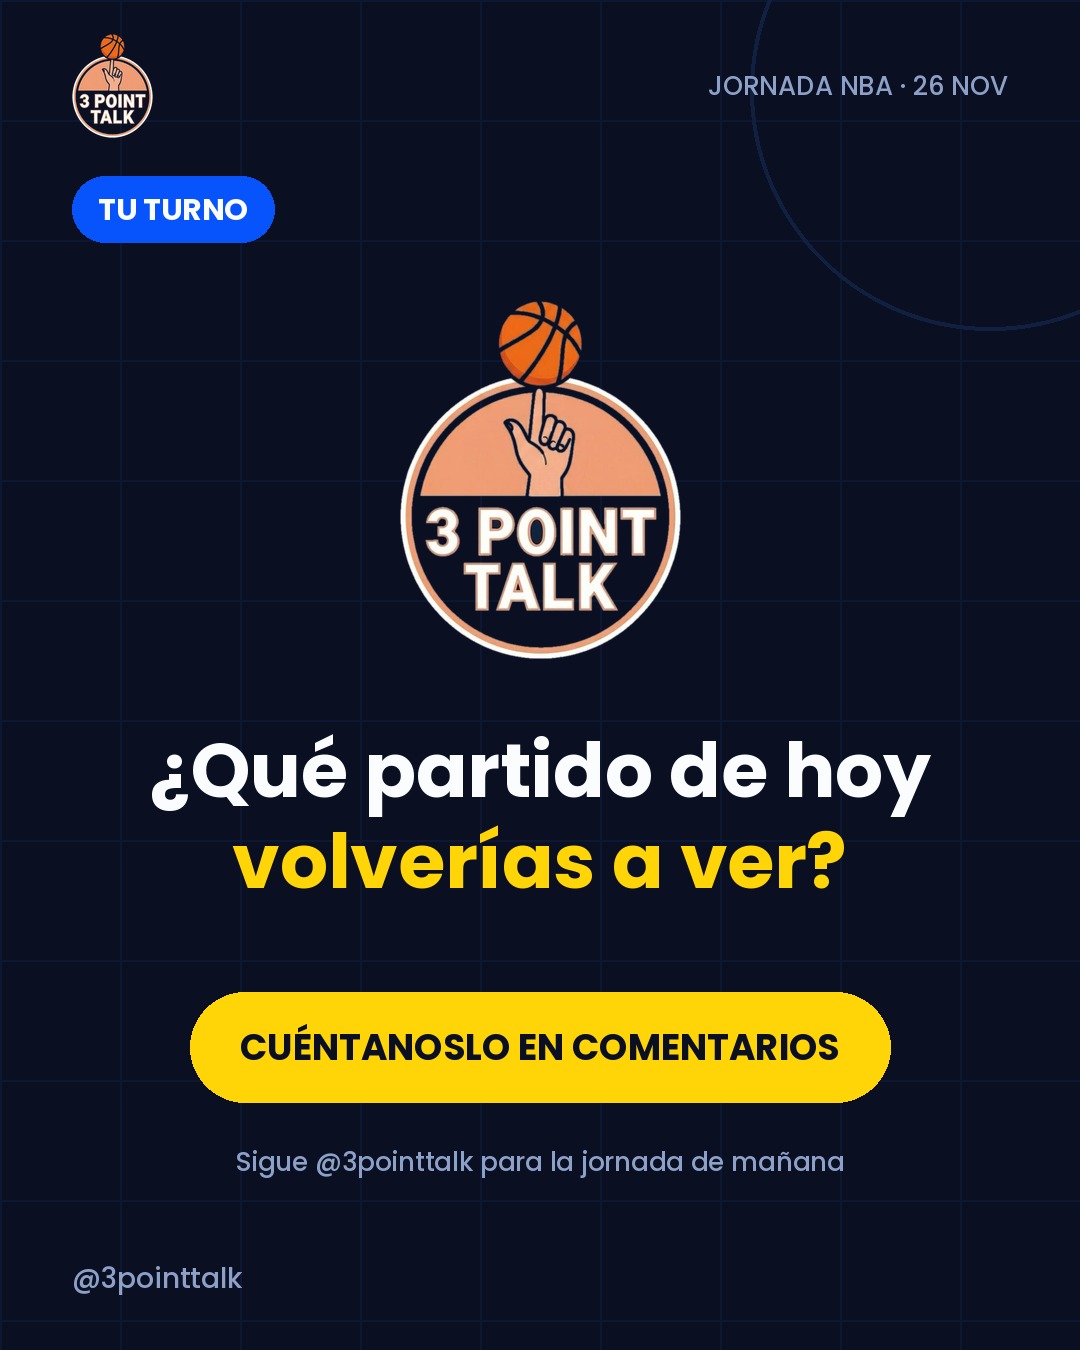 3 POINT
TALK
JORNADA NBA · 26 NOV
TU TURNO
3 POINT
TALK
¿Qué partido de hoy
volverías a ver?
CUÉNTANOSLO EN COMENTARIOS
Sigue @3pointtalk para la jornada de mañana
@3pointtalk